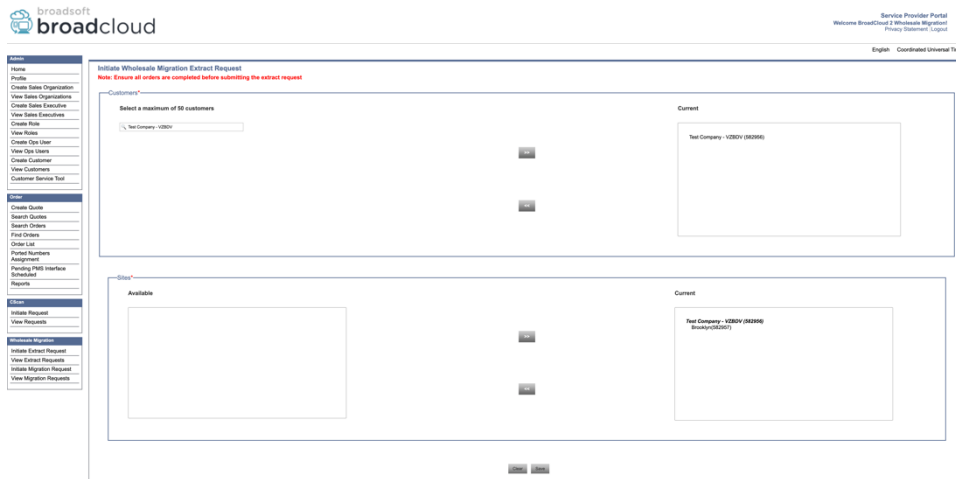 broadsoft
broadcloud
Service Provider Portal
Welcome BroadCloud 2 Wholesale Migration!
Privacy Statement Logout
English Coordinated Universal Ti
Admin
Home
Profile
Create Sales Organization
View Sales Organizations
Create Sales Executive
View Sales Executives
Create Role
View Roles
Create Ops User
View Ops Users
Create Customer
View Customers
Customer Service Tool
Order
Create Quote
Search Quotes
Search Orders
Find Orders
Order List
Ported Numbers
Assignment
Pending PMS Interface
Scheduled
Reports
CScan
Initiate Request
View Requests
Wholesale Migration
Initiate Extract Request
View Extract Requests
Initiate Migration Request
View Migration Requests
Initiate Wholesale Migration Extract Request
Note: Ensure all orders are completed before submitting the extract request
Customers*
Select a maximum of 50 customers
Current
Test Company - VZBDV
Test Company - VZBDV (582956)
>>
<<
Sites*
Available
Current
Test Company - VZBDV (582956)
Brooklyn(582957)
>>
<<
Clear Save